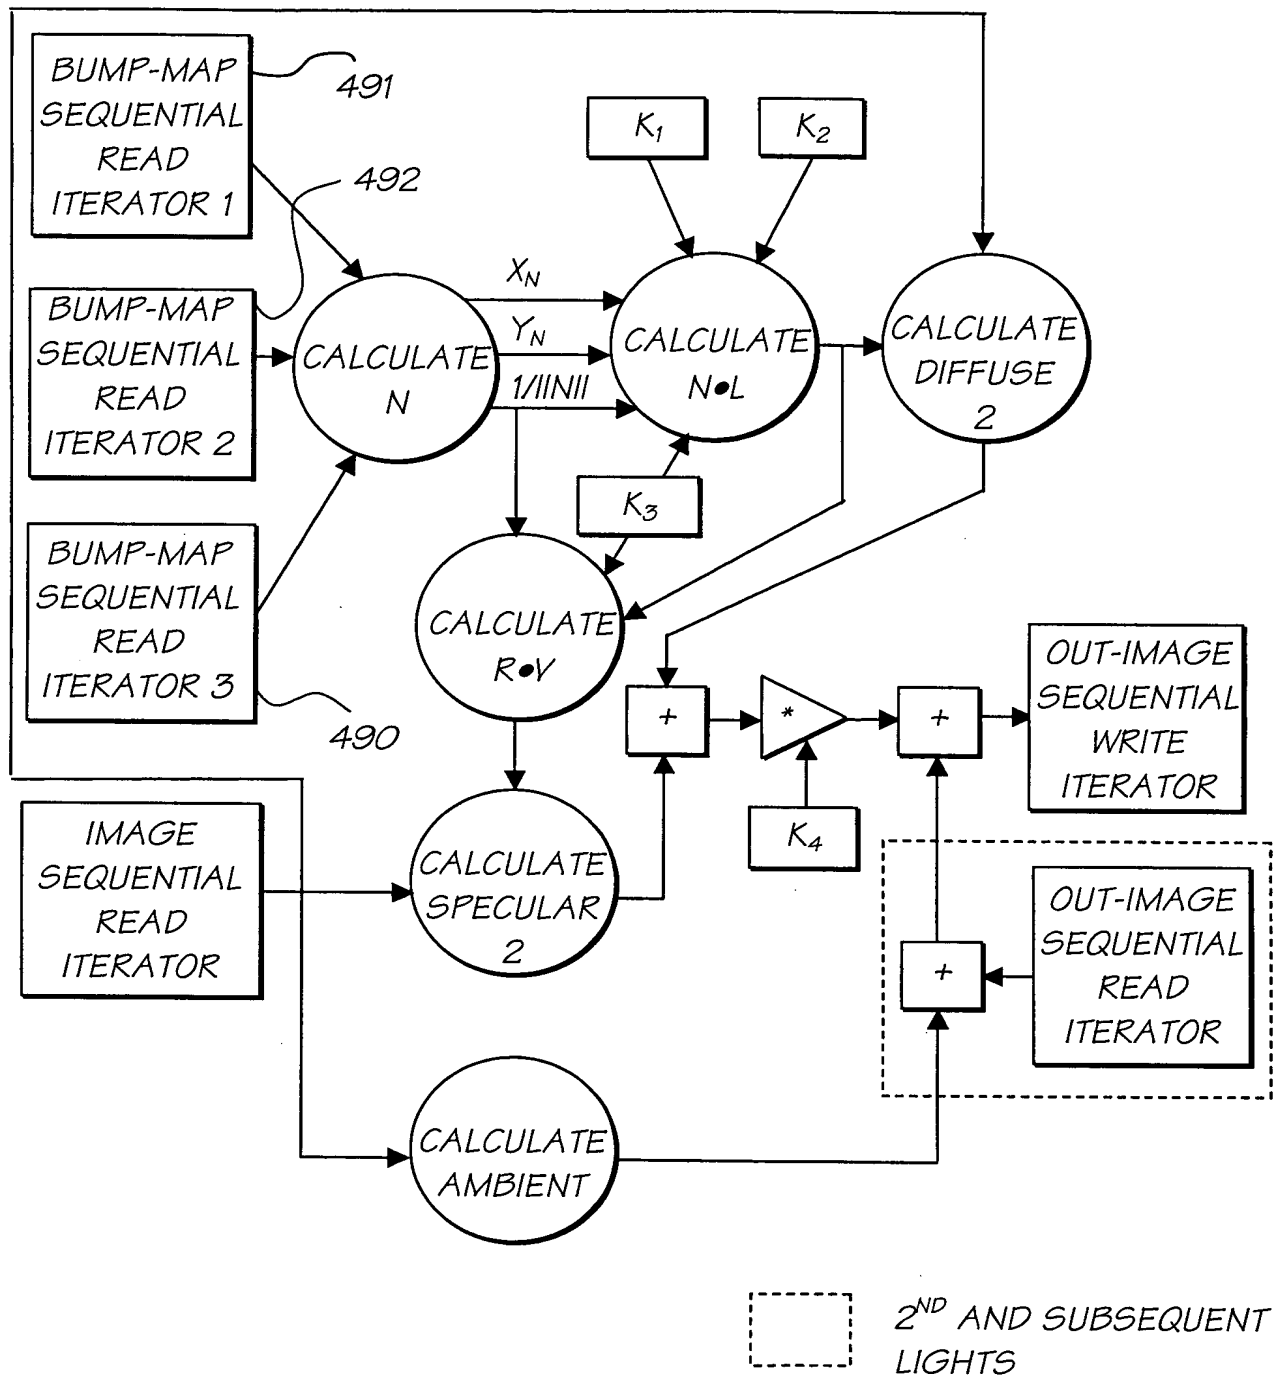 BUMP-MAP
SEQUENTIAL
READ
ITERATOR 1
491
K1
K2
492
BUMP-MAP
SEQUENTIAL
READ
ITERATOR 2
CALCULATE
N
XN
YN
1/||N||
CALCULATE
N•L
CALCULATE
DIFFUSE
2
K3
BUMP-MAP
SEQUENTIAL
READ
ITERATOR 3
490
CALCULATE
R•V
+
*
+
K4
OUT-IMAGE
SEQUENTIAL
WRITE
ITERATOR
IMAGE
SEQUENTIAL
READ
ITERATOR
CALCULATE
SPECULAR
2
+
OUT-IMAGE
SEQUENTIAL
READ
ITERATOR
CALCULATE
AMBIENT
2ND AND SUBSEQUENT
LIGHTS